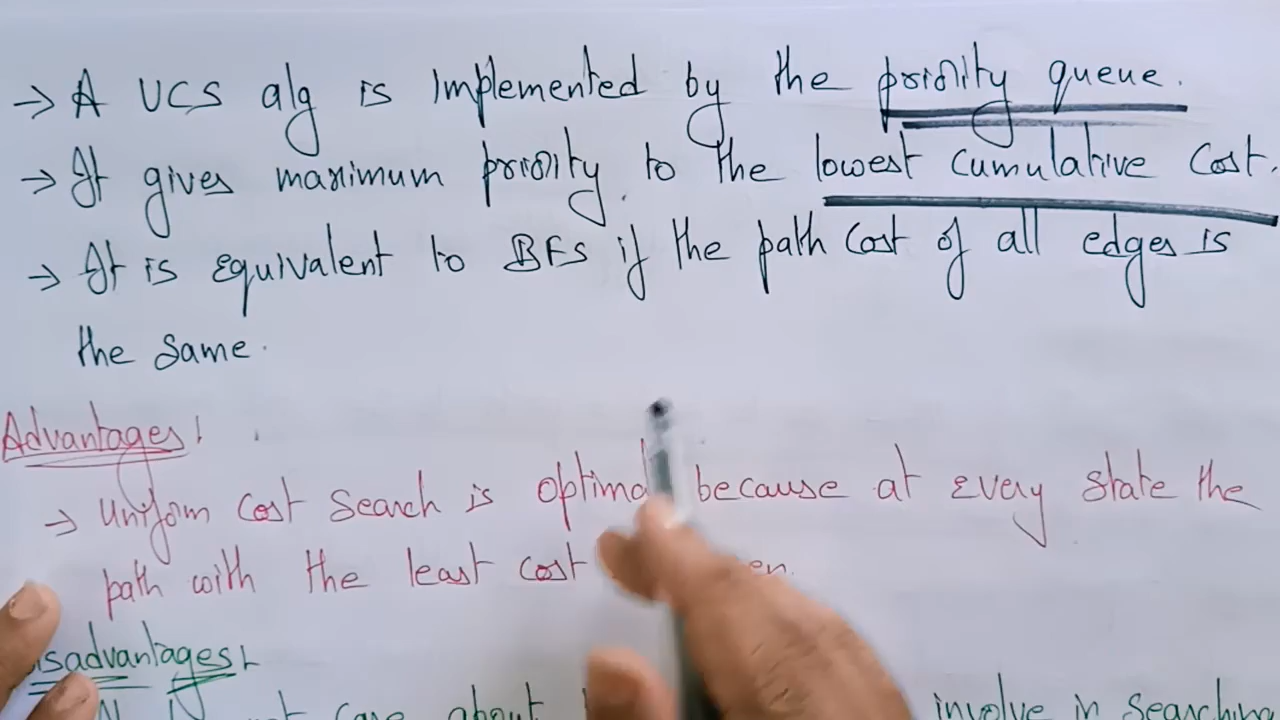 → A UCS alg is Implemented by the priority queue.
→ It gives maximum priority to the lowest cumulative cost.
→ It is Equivalent to BFS if the path cost of all edges is
the same.
Advantages:
→ Uniform cost search is optimal because at every state the
path with the least cost
isadvantages:
care about involve in searching